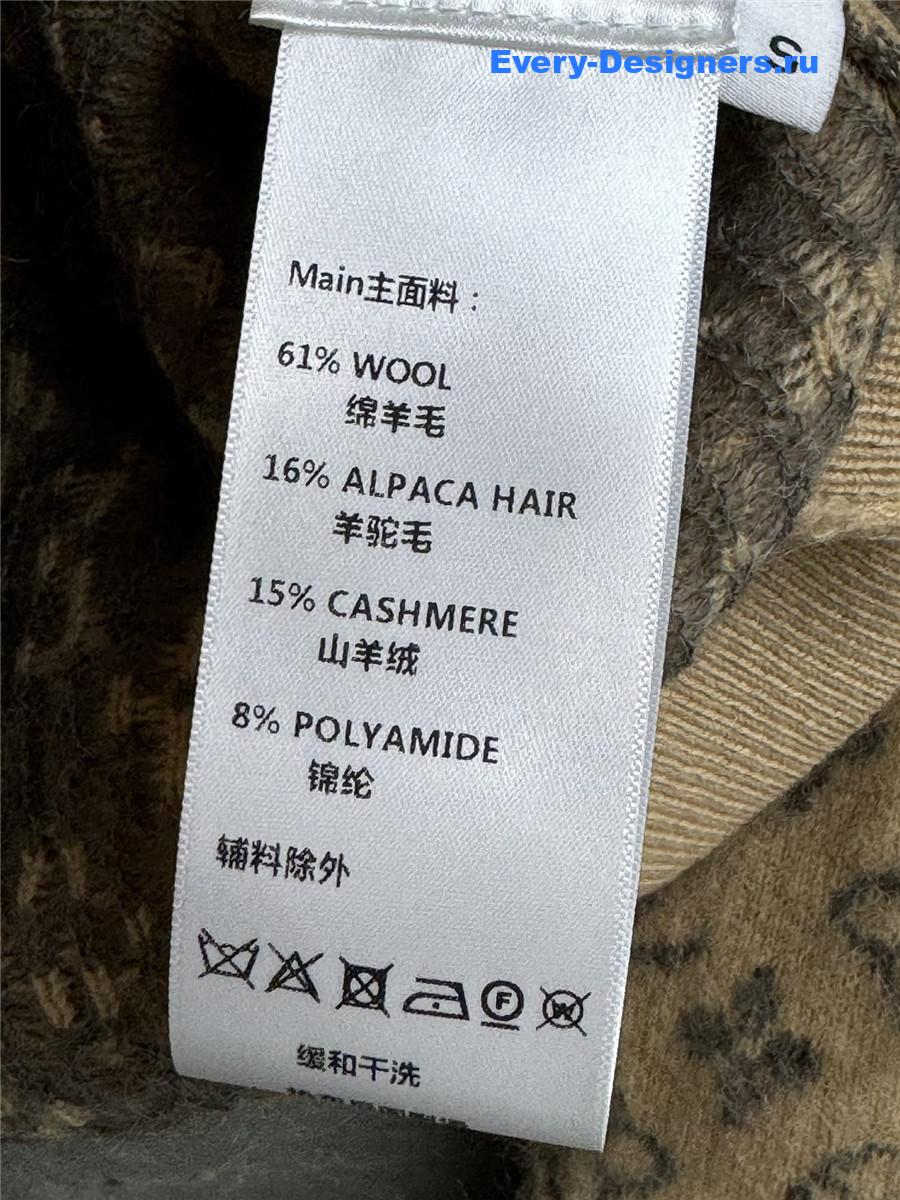 Every-Designers.ru
S
Main主面料：
61% WOOL
绵羊毛
16% ALPACA HAIR
羊驼毛
15% CASHMERE
山羊绒
8% POLYAMIDE
锦纶
辅料除外
F
W
缓和干洗